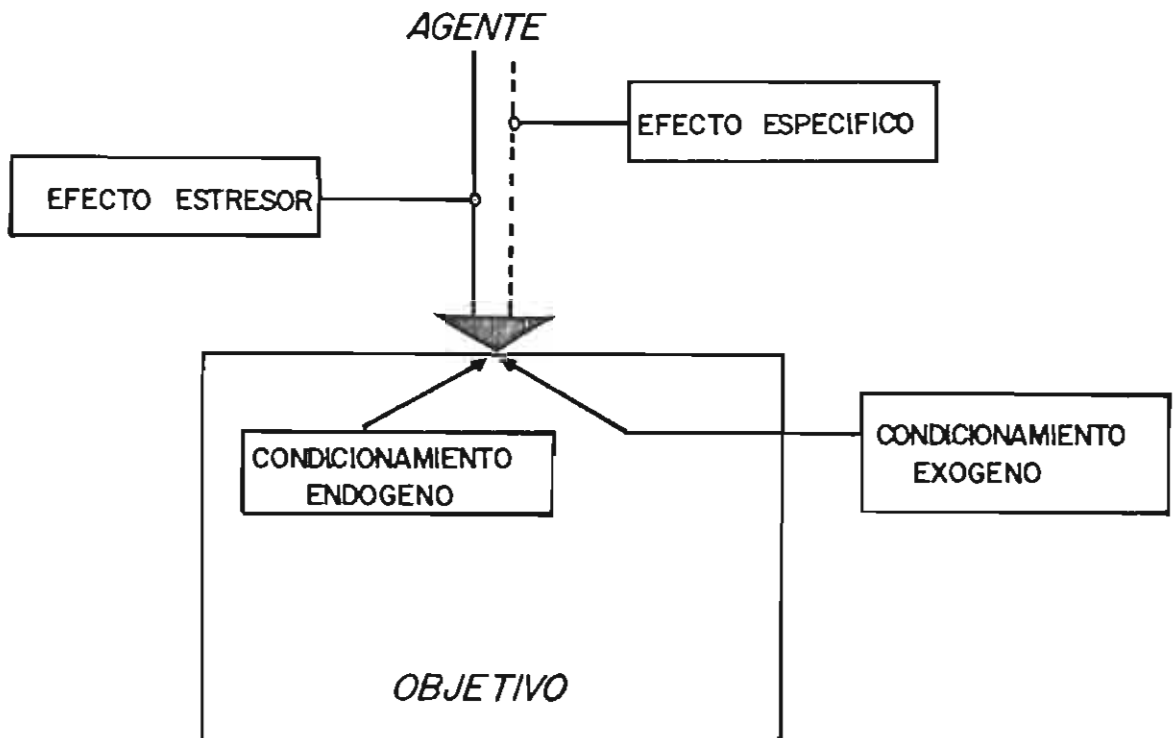 AGENTE
EFECTO ESPECIFICO
EFECTO ESTRESOR
CONDICIONAMIENTO
ENDOGENO
CONDICIONAMIENTO
EXOGENO
OBJETIVO